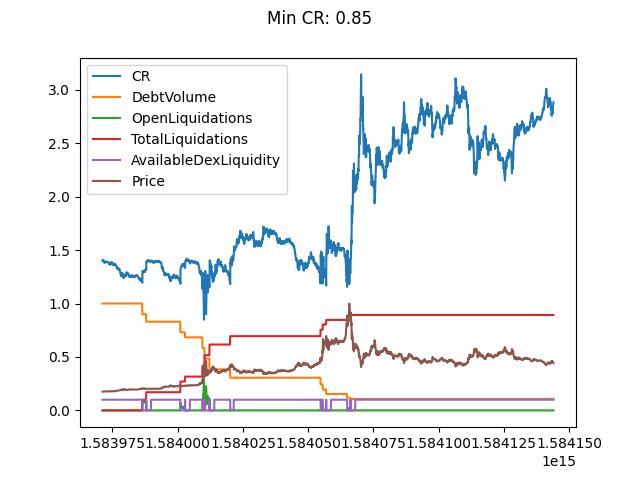 Min CR: 0.85
CR
DebtVolume
OpenLiquidations
TotalLiquidations
AvailableDexLiquidity
Price
3.0
2.5
2.0
1.5
1.0
0.5
0.0
1.583975 1.584000 1.584025 1.584050 1.584075 1.584100 1.584125 1.584150
1e15